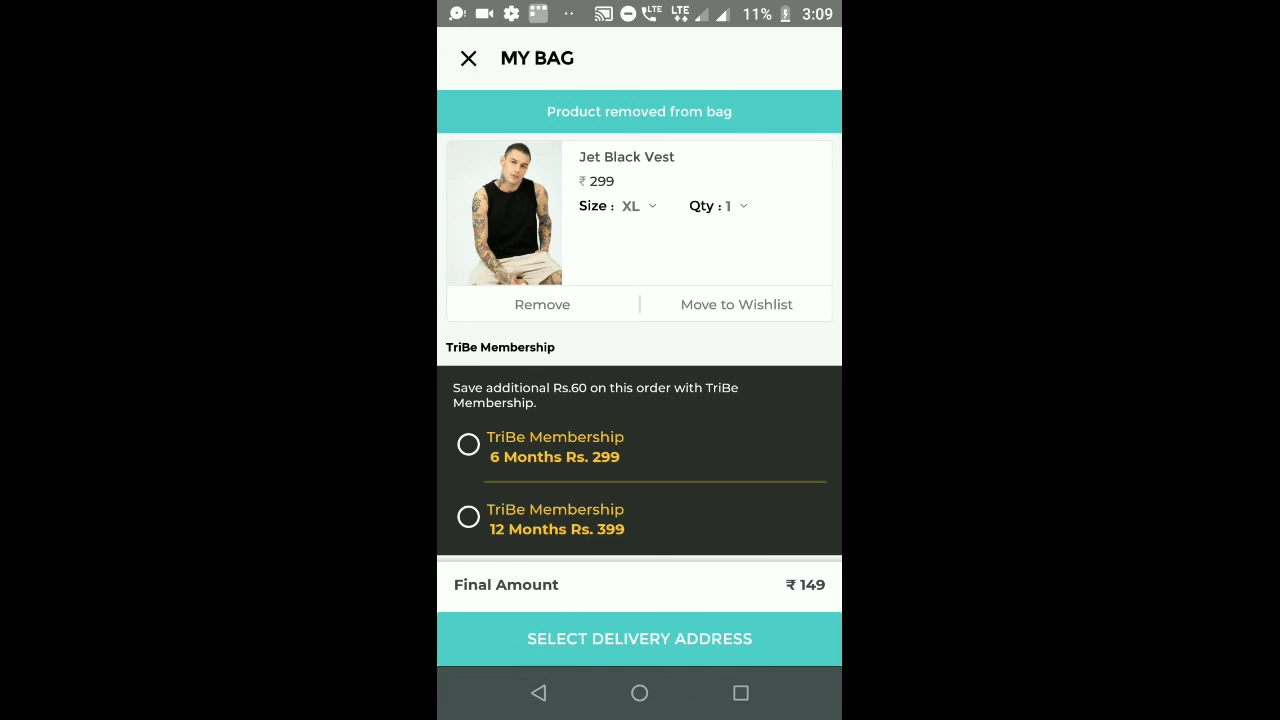 LTE LTE 11% 3:09
MY BAG
Product removed from bag
Jet Black Vest
₹ 299
Size : XL Qty : 1
Remove Move to Wishlist
TriBe Membership
Save additional Rs.60 on this order with TriBe
Membership.
TriBe Membership
6 Months Rs. 299
TriBe Membership
12 Months Rs. 399
Final Amount ₹ 149
SELECT DELIVERY ADDRESS